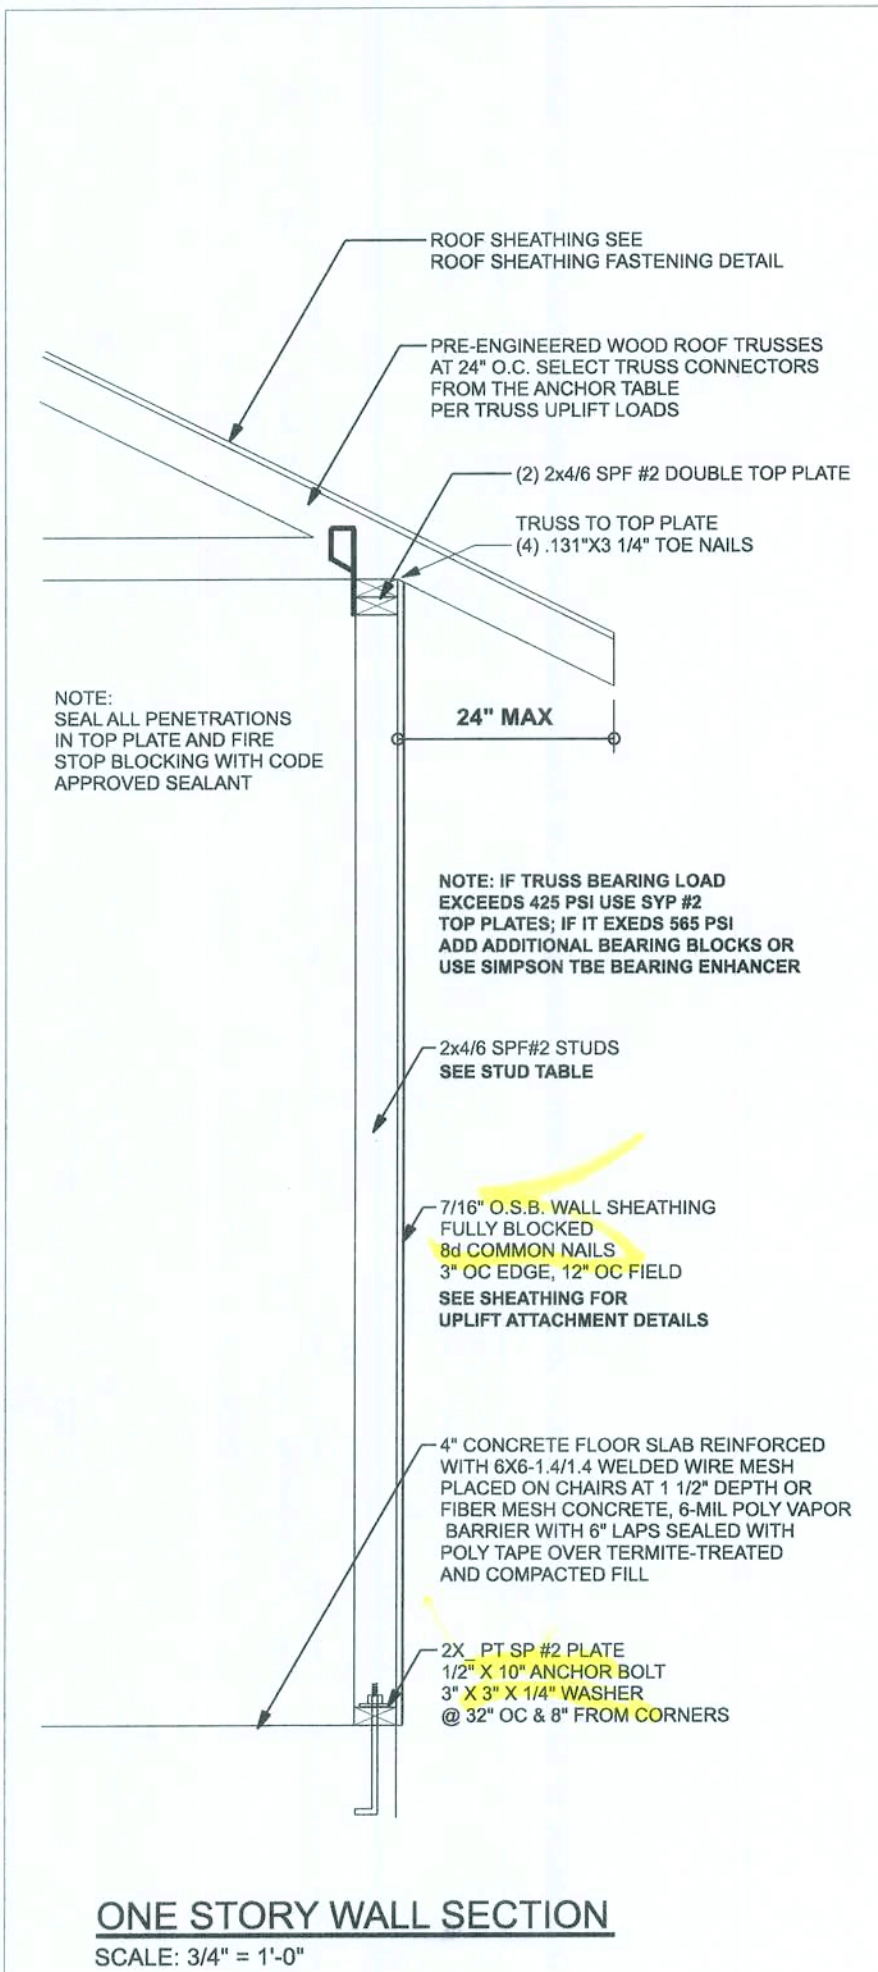 ROOF SHEATHING SEE
ROOF SHEATHING FASTENING DETAIL
PRE-ENGINEERED WOOD ROOF TRUSSES
AT 24" O.C. SELECT TRUSS CONNECTORS
FROM THE ANCHOR TABLE
PER TRUSS UPLIFT LOADS
(2) 2x4/6 SPF #2 DOUBLE TOP PLATE
TRUSS TO TOP PLATE
(4) .131"X3 1/4" TOE NAILS
NOTE:
SEAL ALL PENETRATIONS
IN TOP PLATE AND FIRE
STOP BLOCKING WITH CODE
APPROVED SEALANT
24" MAX
NOTE: IF TRUSS BEARING LOAD
EXCEEDS 425 PSI USE SYP #2
TOP PLATES; IF IT EXEDS 565 PSI
ADD ADDITIONAL BEARING BLOCKS OR
USE SIMPSON TBE BEARING ENHANCER
2x4/6 SPF#2 STUDS
SEE STUD TABLE
7/16" O.S.B. WALL SHEATHING
FULLY BLOCKED
8d COMMON NAILS
3" OC EDGE, 12" OC FIELD
SEE SHEATHING FOR
UPLIFT ATTACHMENT DETAILS
4" CONCRETE FLOOR SLAB REINFORCED
WITH 6X6-1.4/1.4 WELDED WIRE MESH
PLACED ON CHAIRS AT 1 1/2" DEPTH OR
FIBER MESH CONCRETE, 6-MIL POLY VAPOR
BARRIER WITH 6" LAPS SEALED WITH
POLY TAPE OVER TERMITE-TREATED
AND COMPACTED FILL
2X_ PT SP #2 PLATE
1/2" X 10" ANCHOR BOLT
3" X 3" X 1/4" WASHER
@ 32" OC & 8" FROM CORNERS
ONE STORY WALL SECTION
SCALE: 3/4" = 1'-0"